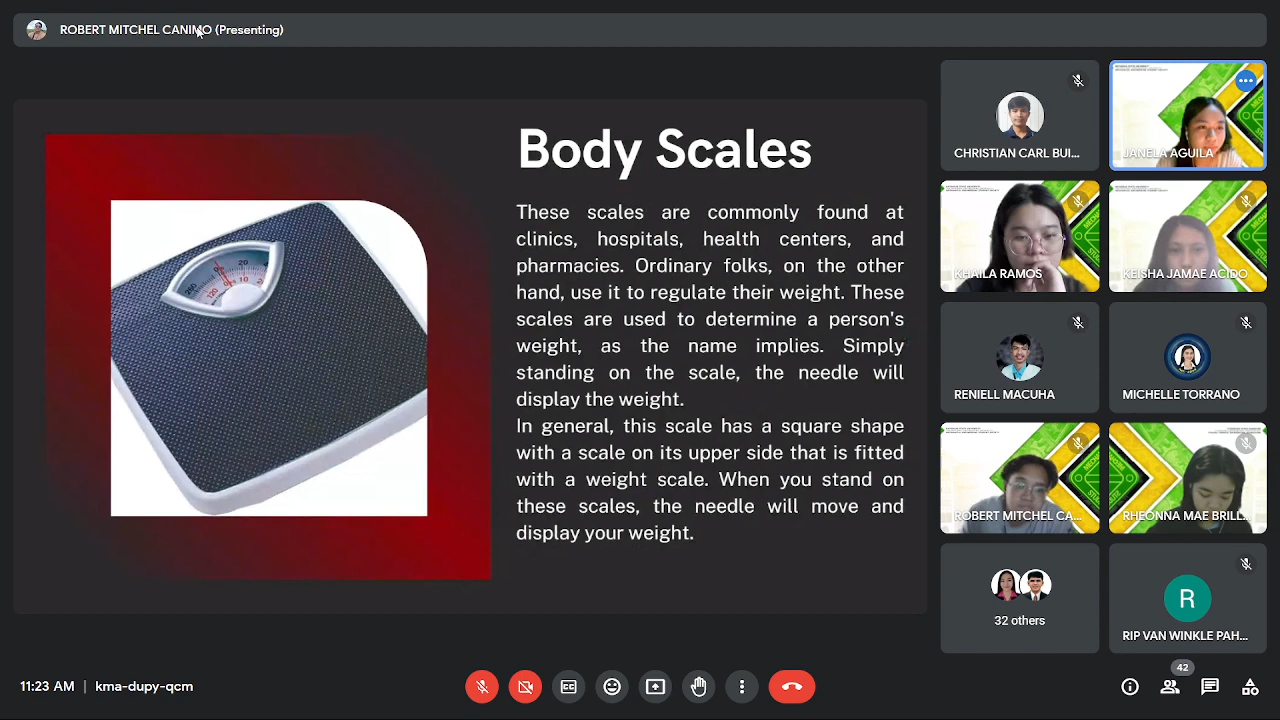 ROBERT MITCHEL CANIMO (Presenting)
Body Scales
These scales are commonly found at
clinics, hospitals, health centers, and
pharmacies. Ordinary folks, on the other
hand, use it to regulate their weight. These
scales are used to determine a person's
weight, as the name implies. Simply
standing on the scale, the needle will
display the weight.
In general, this scale has a square shape
with a scale on its upper side that is fitted
with a weight scale. When you stand on
these scales, the needle will move and
display your weight.
CHRISTIAN CARL BUI...
JANELA AGUILA
KHAILA RAMOS
KEISHA JAMAE ACIDO
RENIELL MACUHA
MICHELLE TORRANO
ROBERT MITCHEL CA...
RHEONNA MAE BRILL...
32 others
R
RIP VAN WINKLE PAH...
11:23 AM | kma-dupy-qcm
42